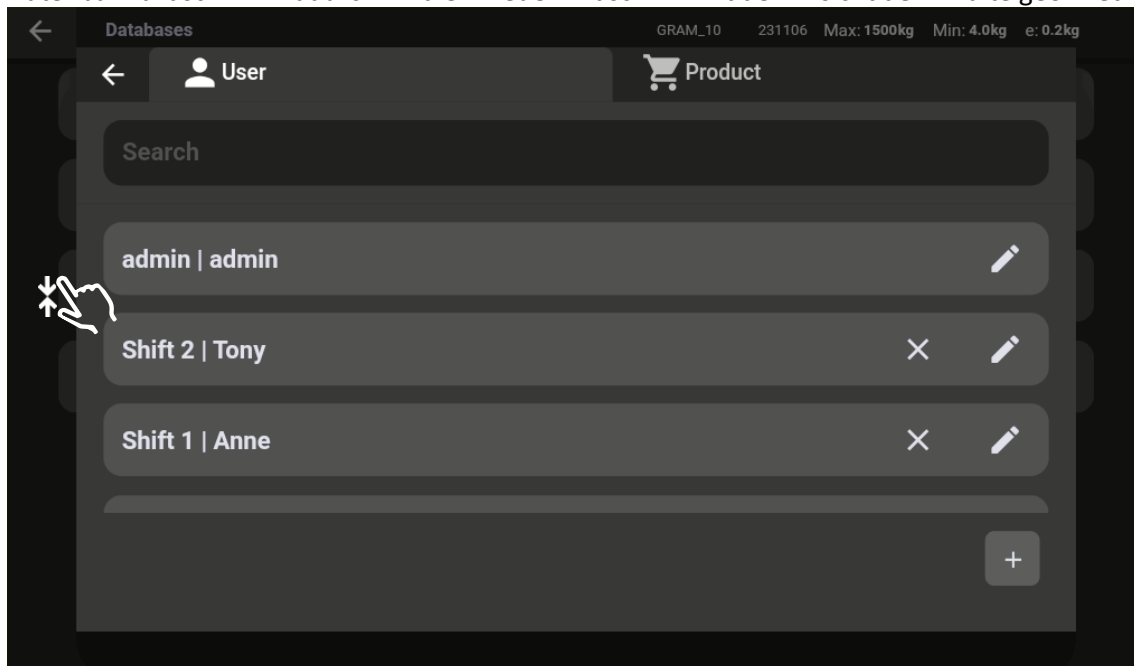 Databases GRAM_10 231106 Max: 1500kg Min: 4.0kg e: 0.2kg
User Product
Search
admin | admin
Shift 2 | Tony
Shift 1 | Anne
+